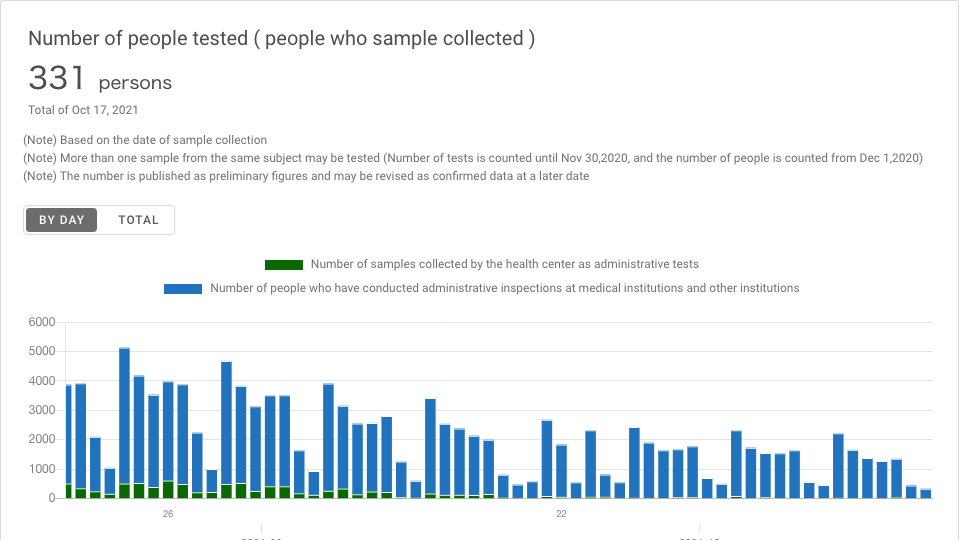 Number of people tested ( people who sample collected )
331 persons
Total of Oct 17, 2021
(Note) Based on the date of sample collection
(Note) More than one sample from the same subject may be tested (Number of tests is counted until Nov 30,2020, and the number of people is counted from Dec 1,2020)
(Note) The number is published as preliminary figures and may be revised as confirmed data at a later date
BY DAY TOTAL
Number of samples collected by the health center as administrative tests
Number of people who have conducted administrative inspections at medical institutions and other institutions
6000
5000
4000
3000
2000
1000
0
26 22